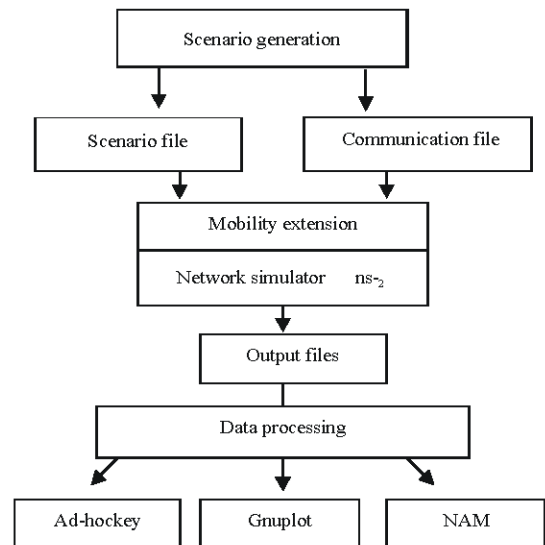 Scenario generation
Scenario file
Communication file
Mobility extension
Network simulator ns-2
Output files
Data processing
Ad-hockey
Gnuplot
NAM